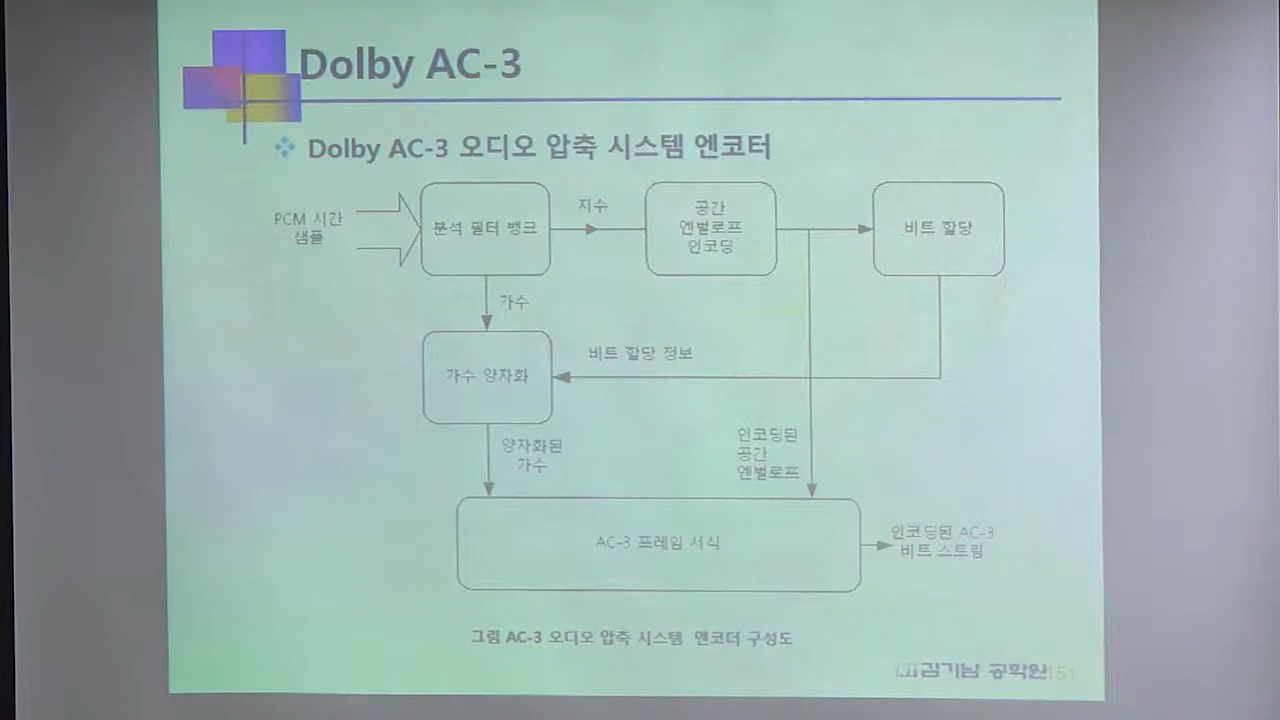 Dolby AC-3
Dolby AC-3 오디오 압축 시스템 엔코터
PCM 시간
샘플
분석 필터 뱅크
지수
공간
엔벌로프
인코딩
비트 할당
가수
가수 양자화
비트 할당 정보
양자화된
가수
인코딩된
공간
엔벌로프
AC-3 프레임 서식
인코딩된 AC-3
비트 스트림
그림 AC-3 오디오 압축 시스템 엔코더 구성도
김기남 공학원 151